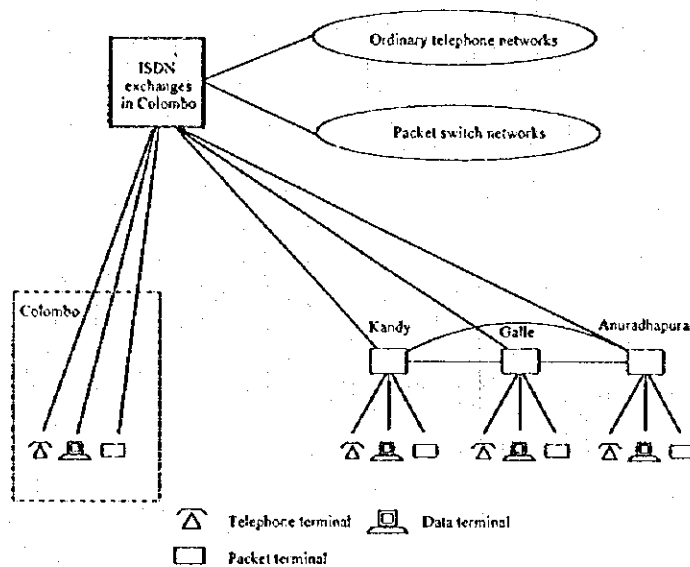 ISDN
exchanges
in Colombo
Ordinary telephone networks
Packet switch networks
Colombo
Kandy
Galle
Anuradhapura
Telephone terminal
Data terminal
Packet terminal